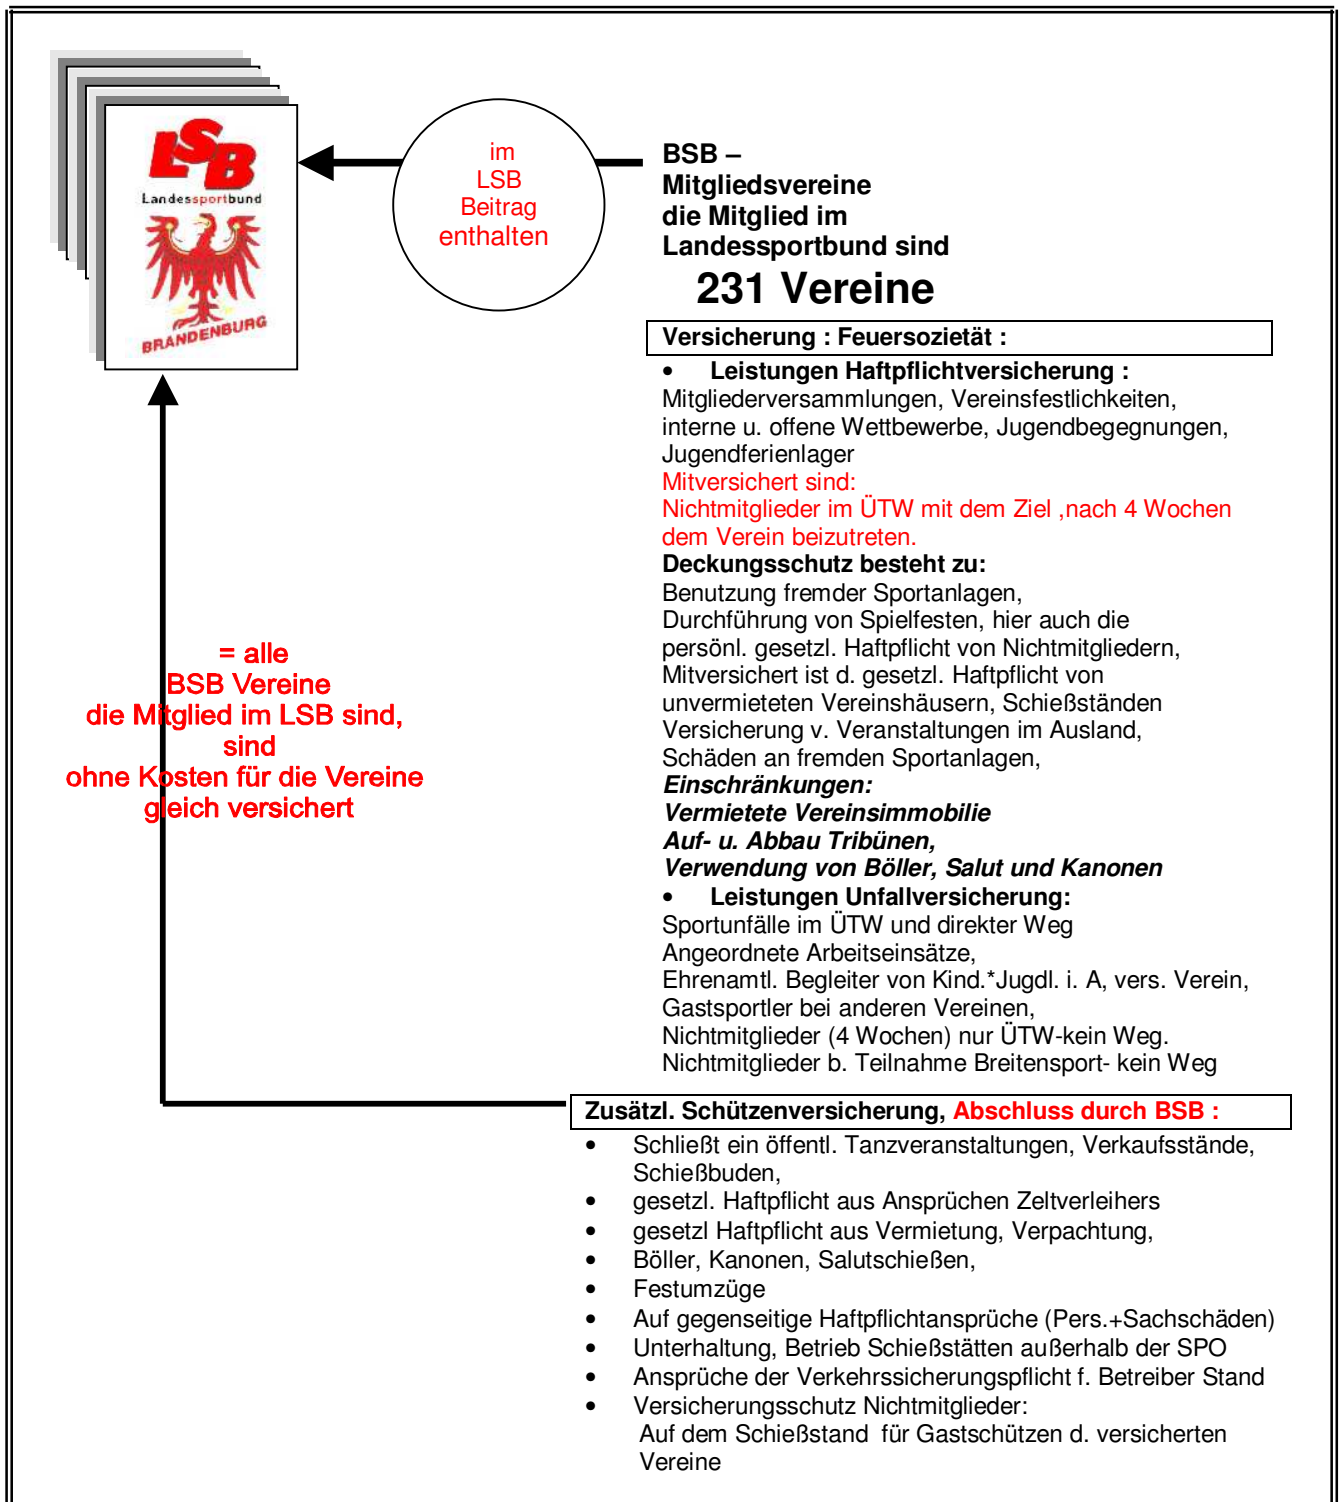 LSB
Landessportbund
BRANDENBURG
im
LSB
Beitrag
enthalten
BSB –
Mitgliedsvereine
die Mitglied im
Landessportbund sind
231 Vereine
Versicherung : Feuersozietät :
• Leistungen Haftpflichtversicherung :
Mitgliederversammlungen, Vereinsfestlichkeiten,
interne u. offene Wettbewerbe, Jugendbegegnungen,
Jugendferienlager
Mitversichert sind:
Nichtmitglieder im ÜTW mit dem Ziel ,nach 4 Wochen
dem Verein beizutreten.
Deckungsschutz besteht zu:
Benutzung fremder Sportanlagen,
Durchführung von Spielfesten, hier auch die
persönl. gesetzl. Haftpflicht von Nichtmitgliedern,
Mitversichert ist d. gesetzl. Haftpflicht von
unvermieteten Vereinshäusern, Schießständen
Versicherung v. Veranstaltungen im Ausland,
Schäden an fremden Sportanlagen,
Einschränkungen:
Vermietete Vereinsimmobilie
Auf- u. Abbau Tribünen,
Verwendung von Böller, Salut und Kanonen
• Leistungen Unfallversicherung:
Sportunfälle im ÜTW und direkter Weg
Angeordnete Arbeitseinsätze,
Ehrenamtl. Begleiter von Kind.*Jugdl. i. A, vers. Verein,
Gastsportler bei anderen Vereinen,
Nichtmitglieder (4 Wochen) nur ÜTW-kein Weg.
Nichtmitglieder b. Teilnahme Breitensport- kein Weg
= alle
BSB Vereine
die Mitglied im LSB sind,
sind
ohne Kosten für die Vereine
gleich versichert
Zusätzl. Schützenversicherung, Abschluss durch BSB :
• Schließt ein öffentl. Tanzveranstaltungen, Verkaufsstände,
Schießbuden,
• gesetzl. Haftpflicht aus Ansprüchen Zeltverleihers
• gesetzl Haftpflicht aus Vermietung, Verpachtung,
• Böller, Kanonen, Salutschießen,
• Festumzüge
• Auf gegenseitige Haftpflichtansprüche (Pers.+Sachschäden)
• Unterhaltung, Betrieb Schießstätten außerhalb der SPO
• Ansprüche der Verkehrssicherungspflicht f. Betreiber Stand
• Versicherungsschutz Nichtmitglieder:
Auf dem Schießstand für Gastschützen d. versicherten
Vereine